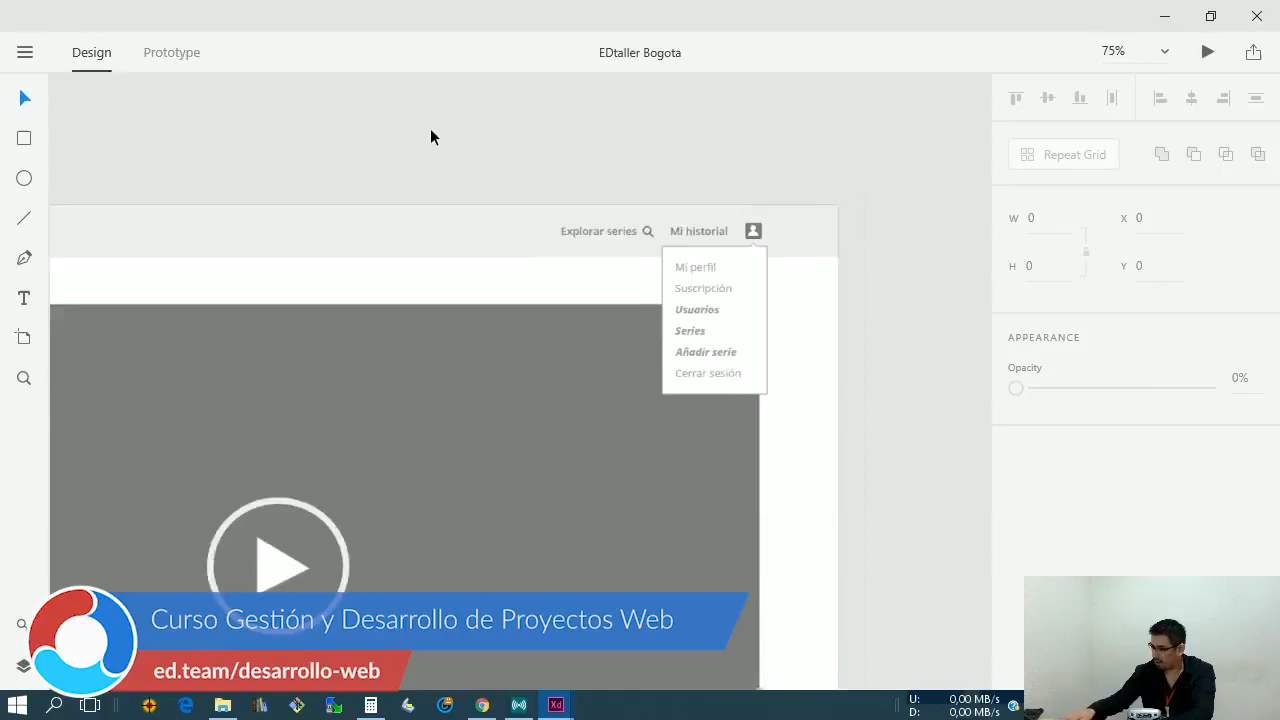 Design
Prototype
EDtaller Bogota
75%
Repeat Grid
W 0
X 0
H 0
Y 0
APPEARANCE
Opacity
0%
Explorar series
Mi historial
Mi perfil
Suscripción
Usuarios
Series
Añadir serie
Cerrar sesión
Curso Gestión y Desarrollo de Proyectos Web
ed.team/desarrollo-web
T
Xd
U: 0,00 MB/s
D: 0,00 MB/s